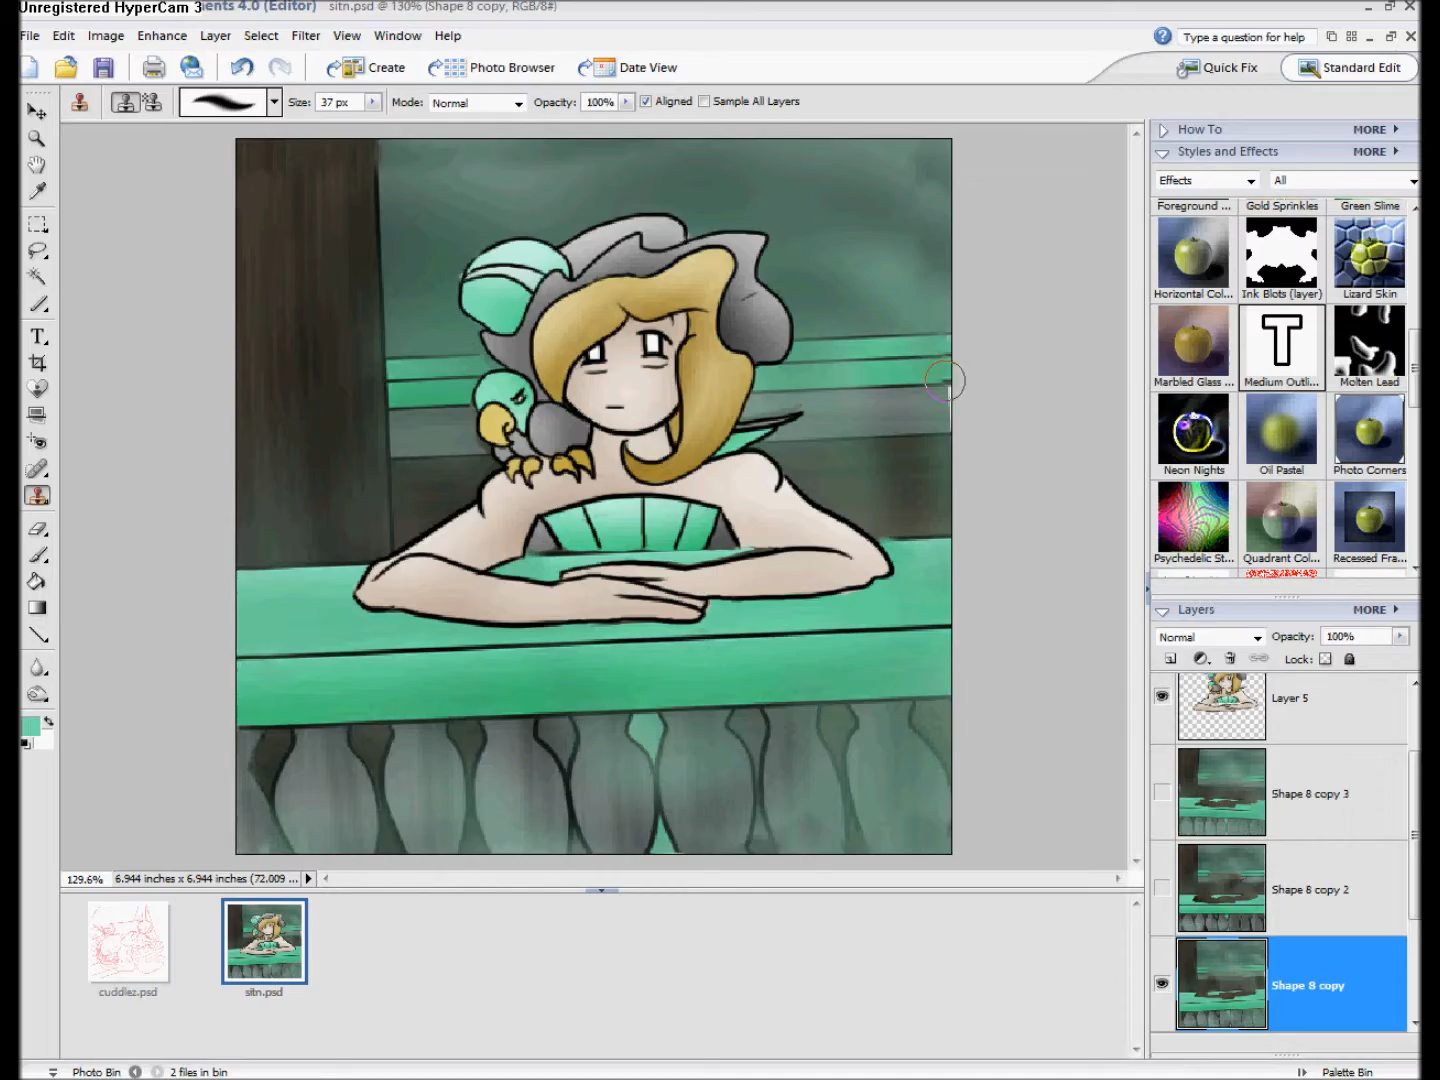 Unregistered HyperCam 3
ents 4.0 (Editor) sitn.psd @ 130% (Shape 8 copy, RGB/8#)
File Edit Image Enhance Layer Select Filter View Window Help
Type a question for help
Create Photo Browser Date View
Quick Fix Standard Edit
Size: 37 px Mode: Normal Opacity: 100% Aligned Sample All Layers
How To MORE
Styles and Effects MORE
Effects All
Foreground ... Gold Sprinkles Green Slime
Horizontal Col... Ink Blots (layer) Lizard Skin
T
Marbled Glass ... Medium Outli... Molten Lead
Neon Nights Oil Pastel Photo Corners
Psychedelic St... Quadrant Col... Recessed Fra...
Layers MORE
Normal Opacity: 100%
Lock:
Layer 5
Shape 8 copy 3
Shape 8 copy 2
Shape 8 copy
129.6% 6.944 inches x 6.944 inches (72.009 ...
cuddlez.psd sitn.psd
Photo Bin 2 files in bin
Palette Bin